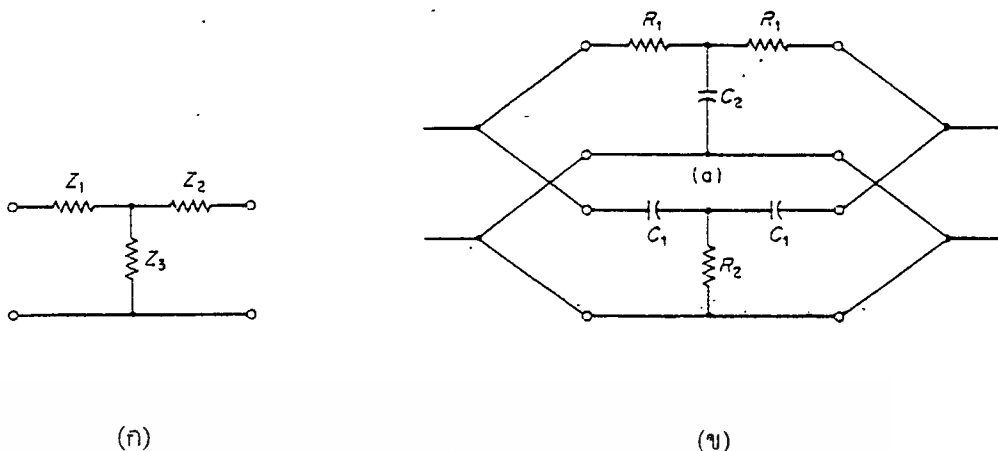 Z₁
Z₂
Z₃
(ก)
R₁
R₁
C₂
(a)
C₁
C₁
R₂
(ข)